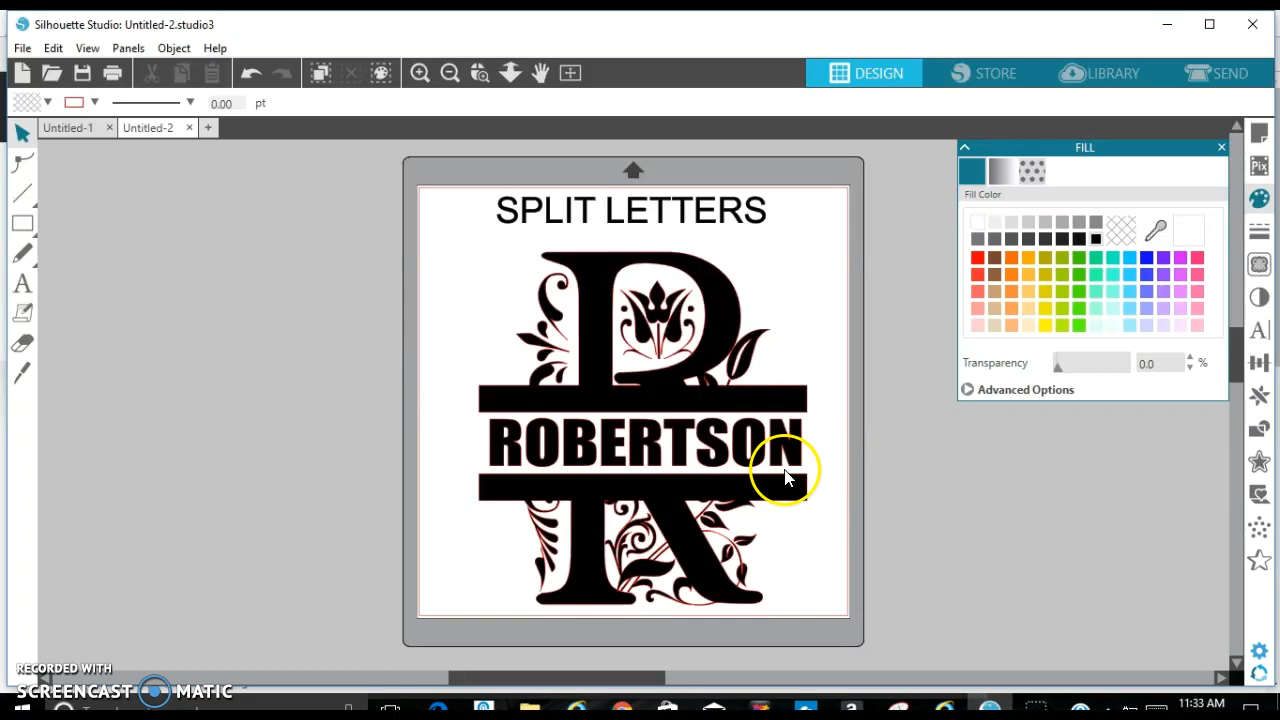 Silhouette Studio: Untitled-2.studio3
File Edit View Panels Object Help
DESIGN STORE LIBRARY SEND
0.00 pt
Untitled-1 × Untitled-2 × +
FILL
Pix
Fill Color
SPLIT LETTERS
Transparency 0.0 %
Advanced Options
ROBERTSON
RECORDED WITH
SCREENCAST MATIC
11:33 AM